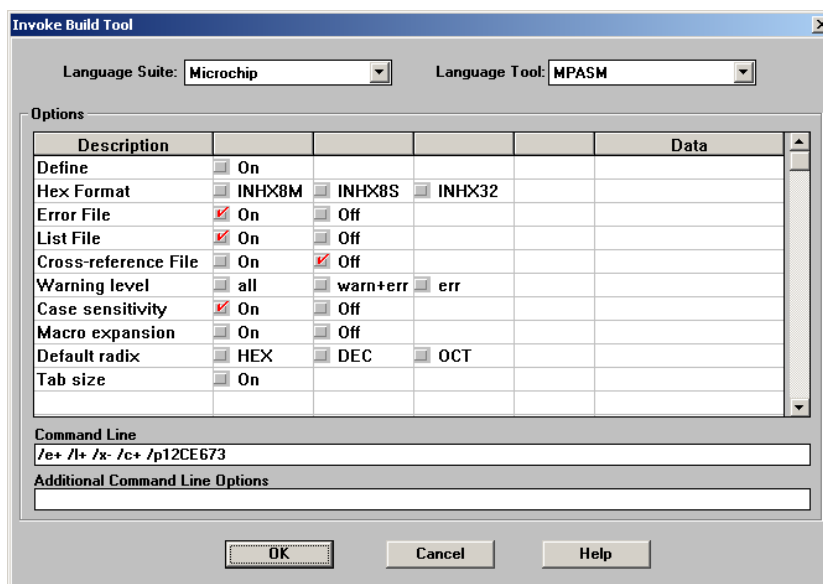 Invoke Build Tool
Language Suite: Microchip Language Tool: MPASM
Options
Description Data
Define On
Hex Format INHX8M INHX8S INHX32
Error File On Off
List File On Off
Cross-reference File On Off
Warning level all warn+err err
Case sensitivity On Off
Macro expansion On Off
Default radix HEX DEC OCT
Tab size On
Command Line
/e+ /l+ /x- /c+ /p12CE673
Additional Command Line Options
OK Cancel Help